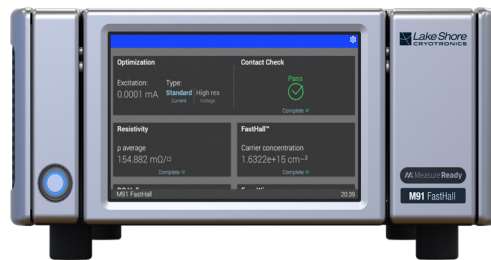 Lake Shore
CRYOTRONICS
Optimization
Excitation:
0.0001 mA
Type:
Standard
Current
High res
Voltage
Contact Check
Pass
Complete
Resistivity
ρ average
154.882 mΩ/□
Complete
FastHall™
Carrier concentration
1.6322e+15 cm⁻³
Complete
M91 FastHall
20:39
MeasureReady
M91 FastHall